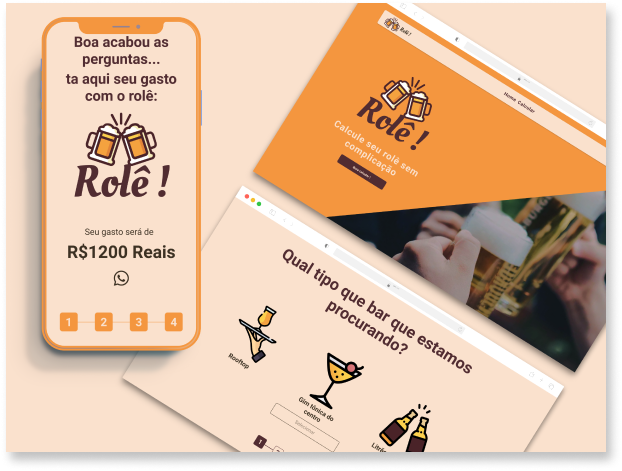 Boa acabou as
perguntas...
ta aqui seu gasto
com o rolê:
Rolê !
Seu gasto será de
R$1200 Reais
1 2 3 4
Rolê !
Home Calcular
Rolê !
Calcule seu rolê sem
complicação
Qual tipo que bar que estamos
procurando?
Rooftop
Gim tônica do
centro
Selecionar
1